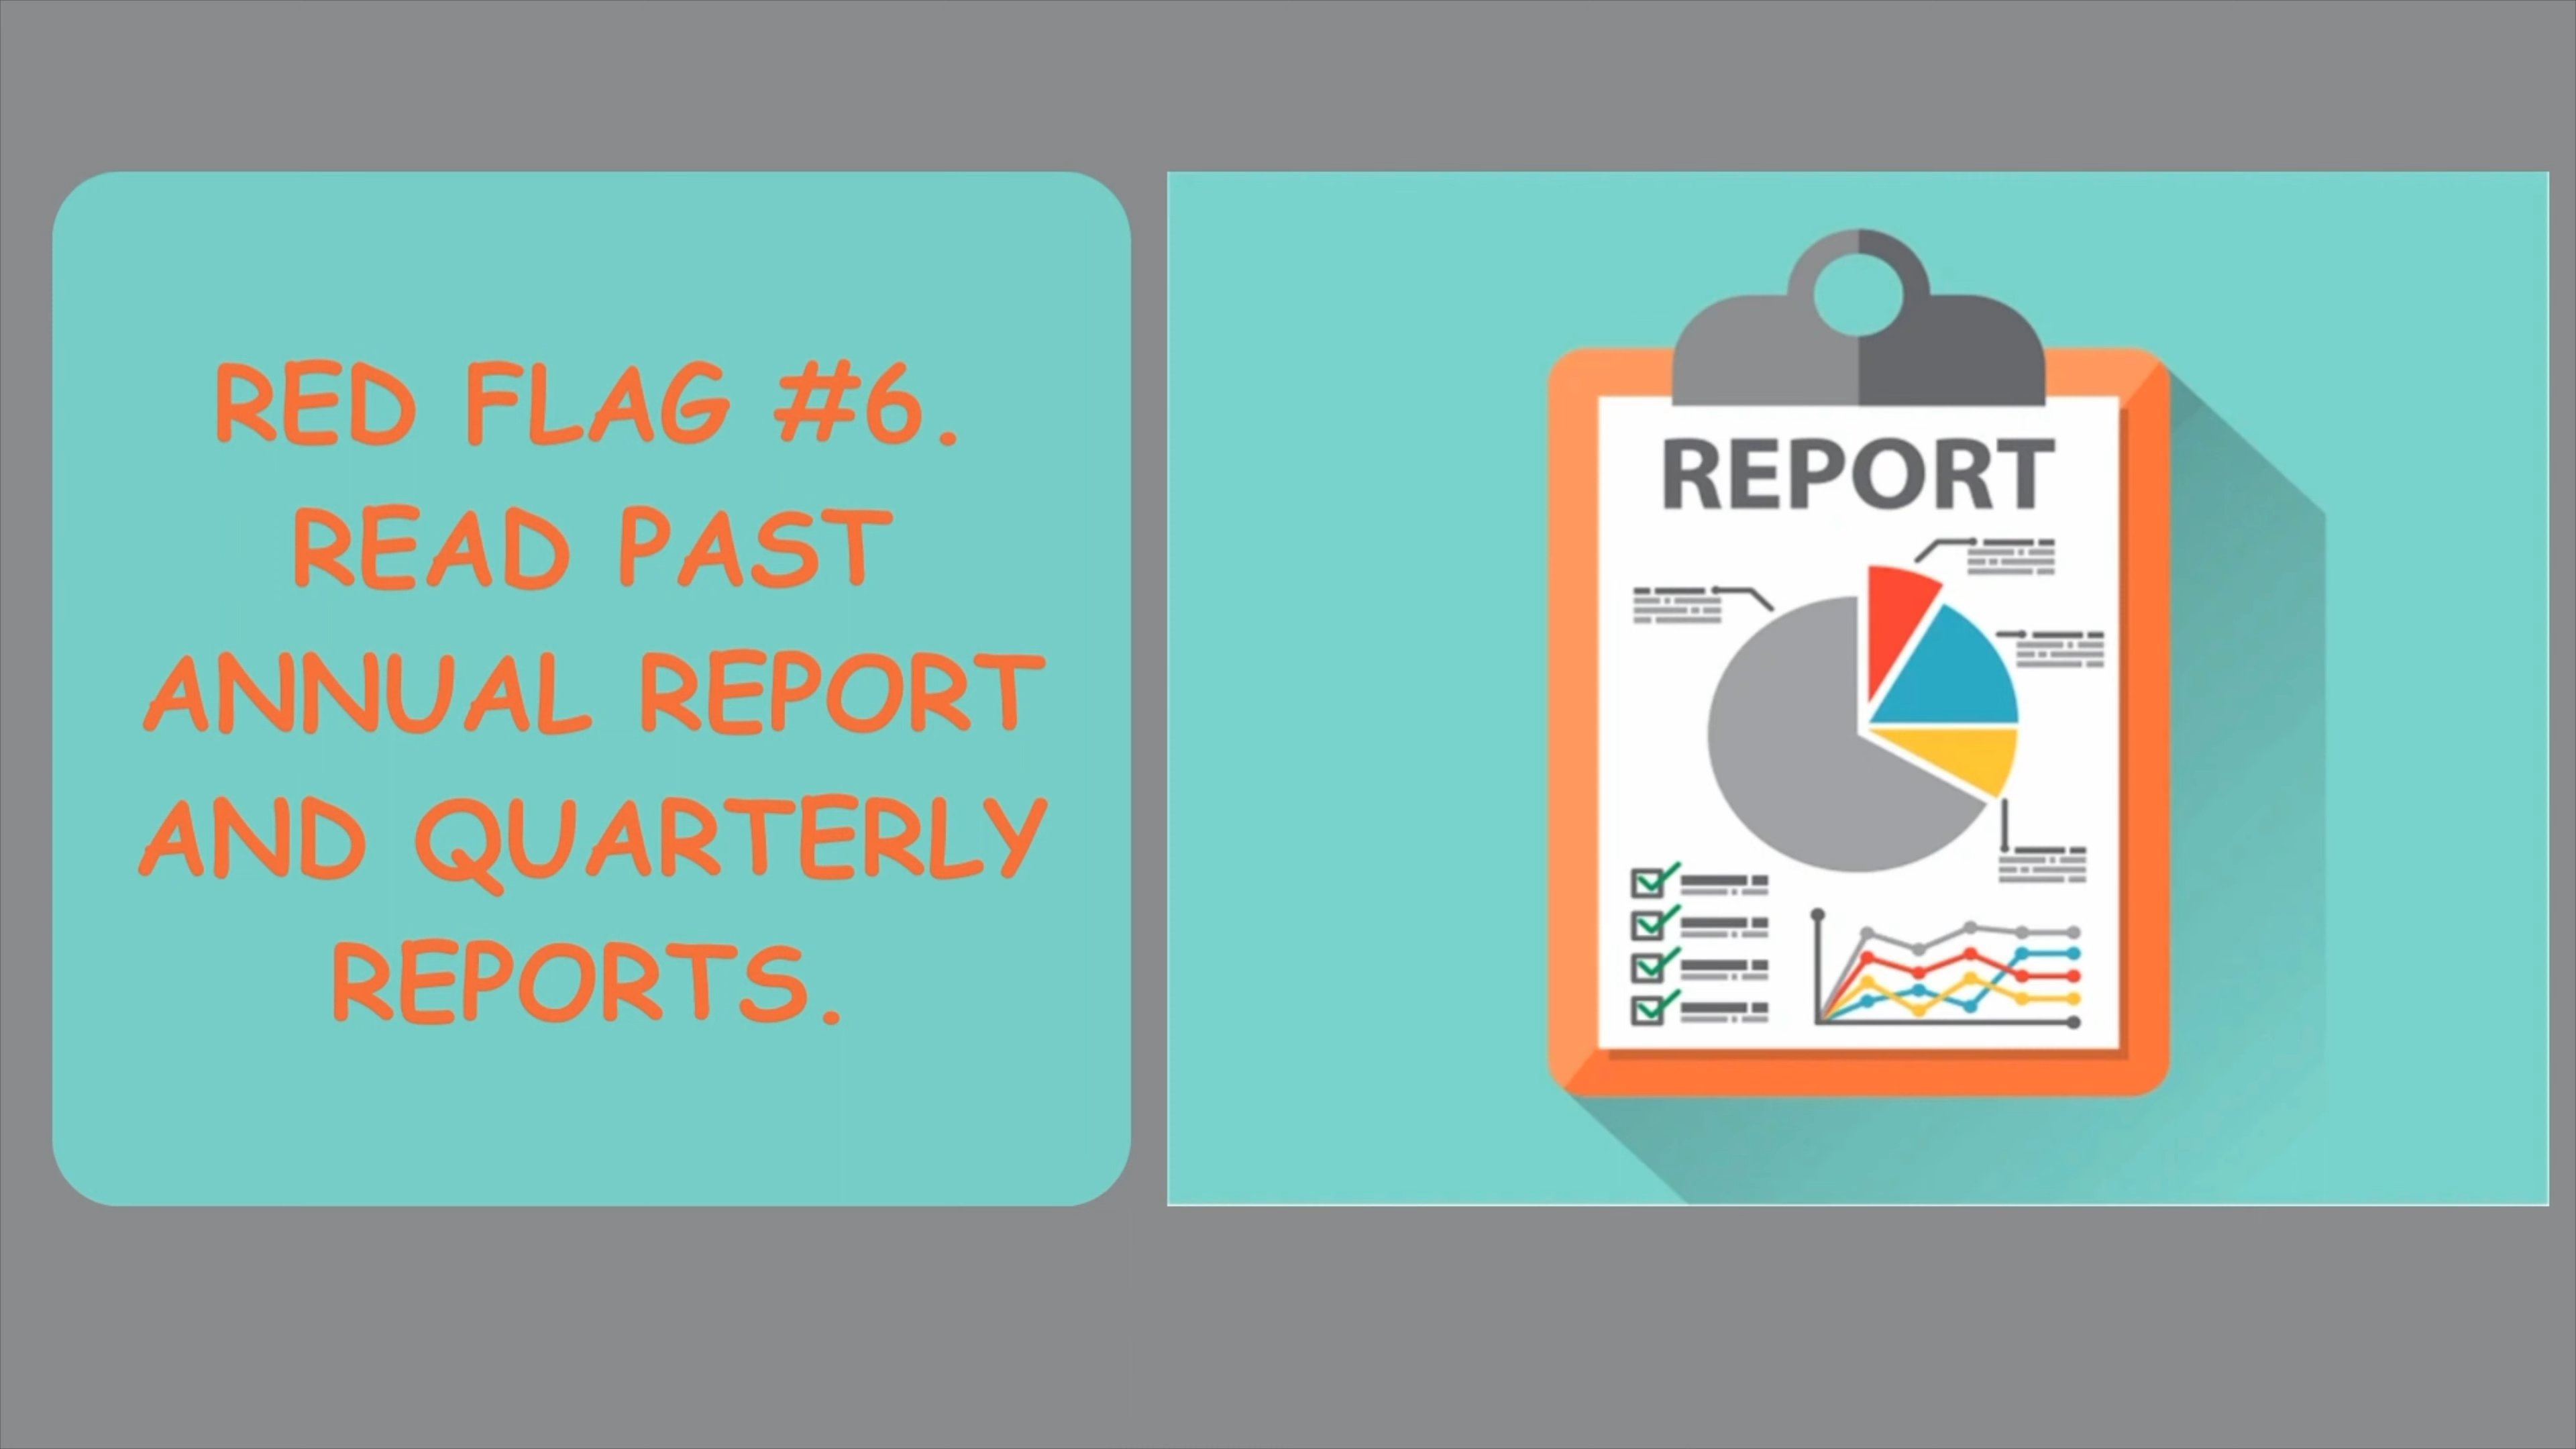 RED FLAG #6.
READ PAST
ANNUAL REPORT
AND QUARTERLY
REPORTS.
REPORT